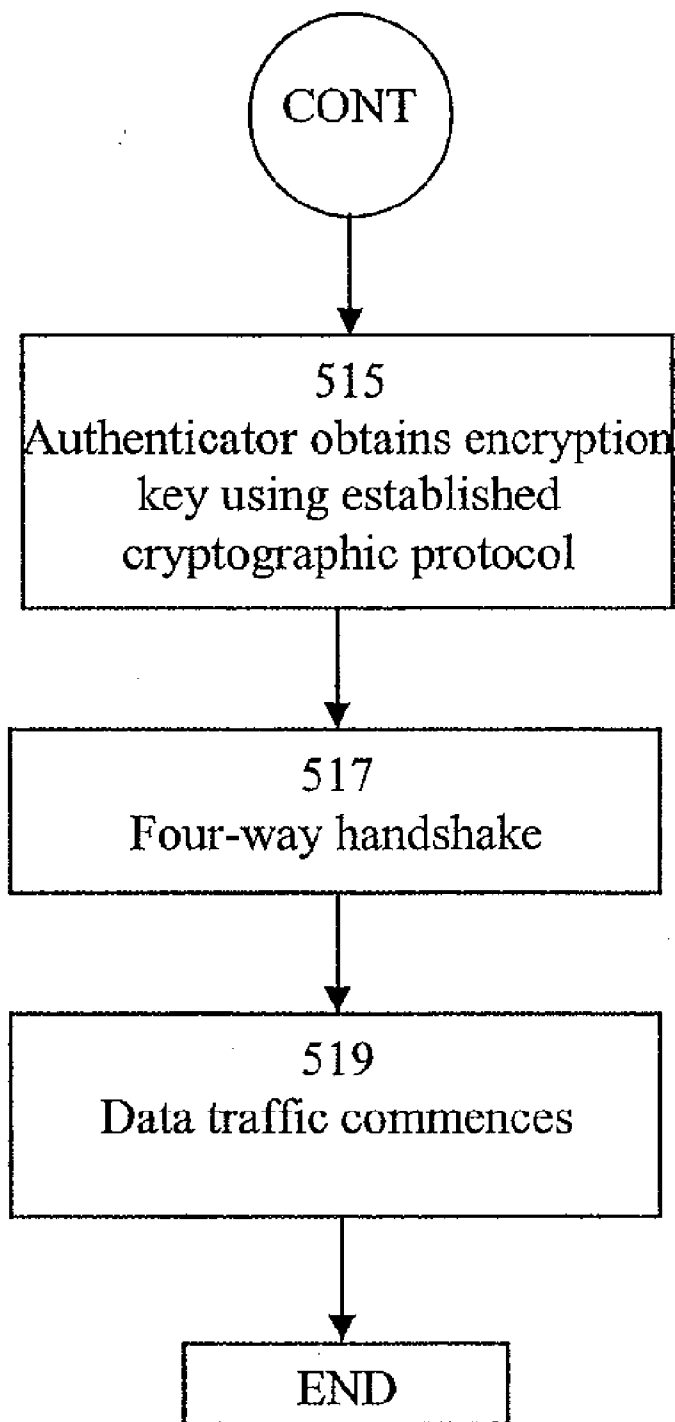 CONT
515
Authenticator obtains encryption
key using established
cryptographic protocol
517
Four-way handshake
519
Data traffic commences
END